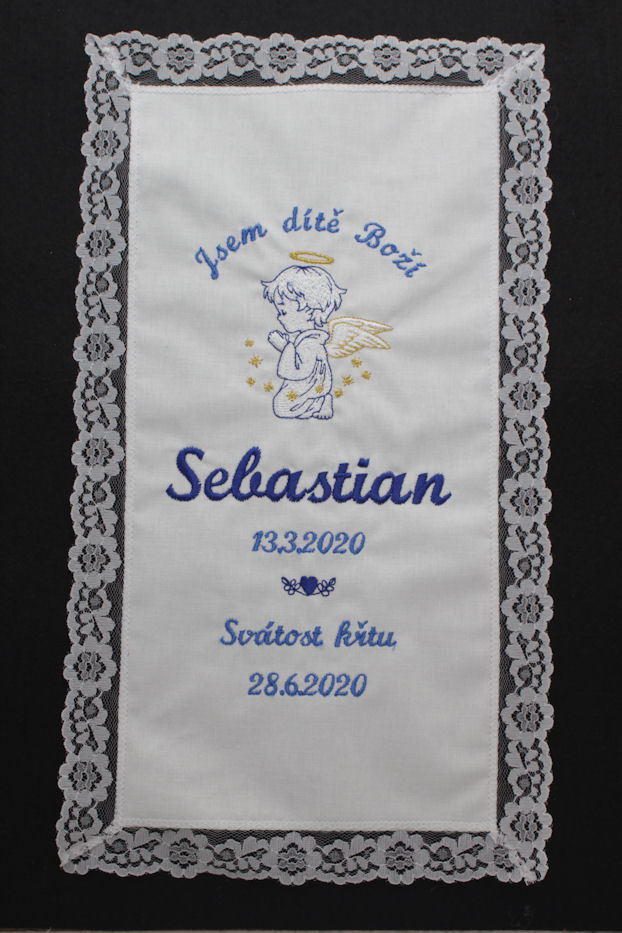 Jsem dítě Boží
Sebastian
13.3.2020
Svátost křtu
28.6.2020